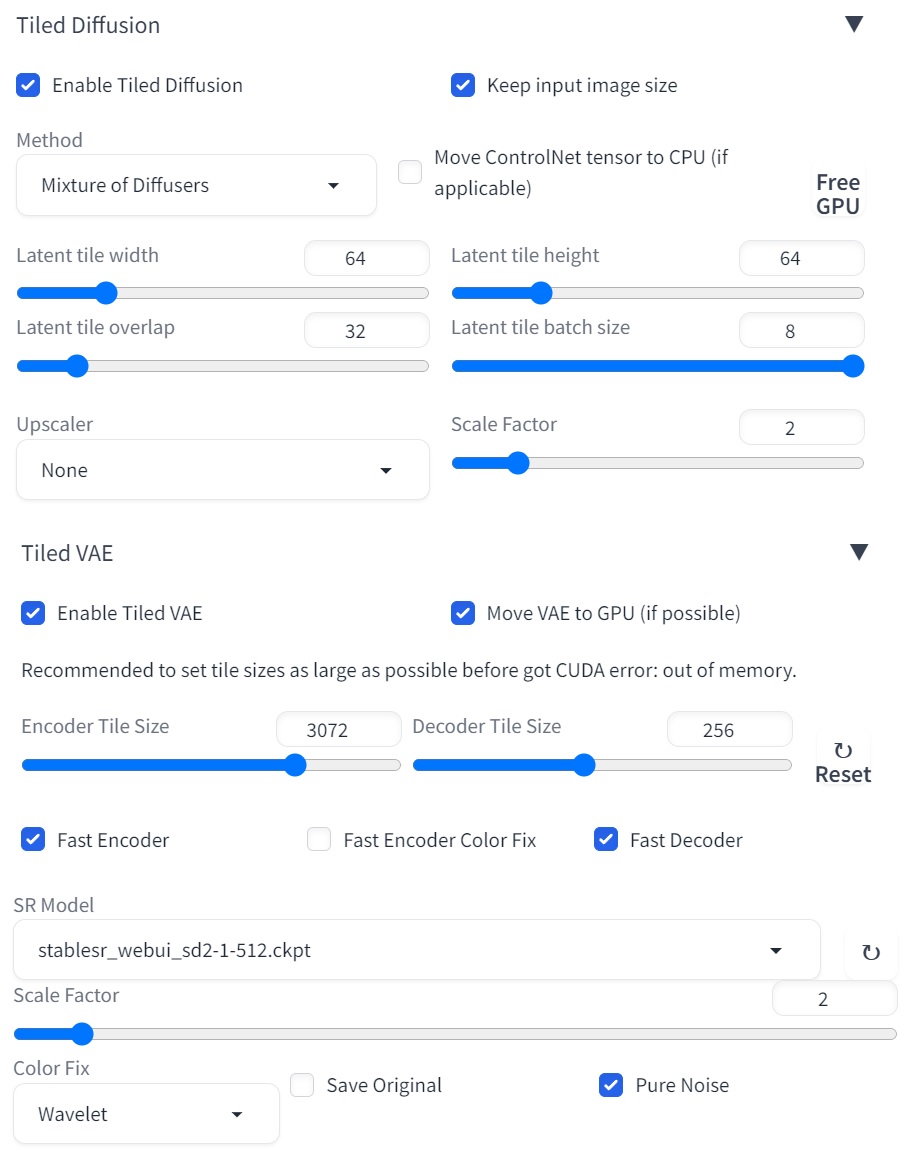 Tiled Diffusion
▼
Enable Tiled Diffusion
Keep input image size
Method
Mixture of Diffusers
Move ControlNet tensor to CPU (if
applicable)
Free
GPU
Latent tile width
64
Latent tile height
64
Latent tile overlap
32
Latent tile batch size
8
Upscaler
None
Scale Factor
2
Tiled VAE
▼
Enable Tiled VAE
Move VAE to GPU (if possible)
Recommended to set tile sizes as large as possible before got CUDA error: out of memory.
Encoder Tile Size
3072
Decoder Tile Size
256
↻
Reset
Fast Encoder
Fast Encoder Color Fix
Fast Decoder
SR Model
stablesr_webui_sd2-1-512.ckpt
↻
Scale Factor
2
Color Fix
Wavelet
Save Original
Pure Noise